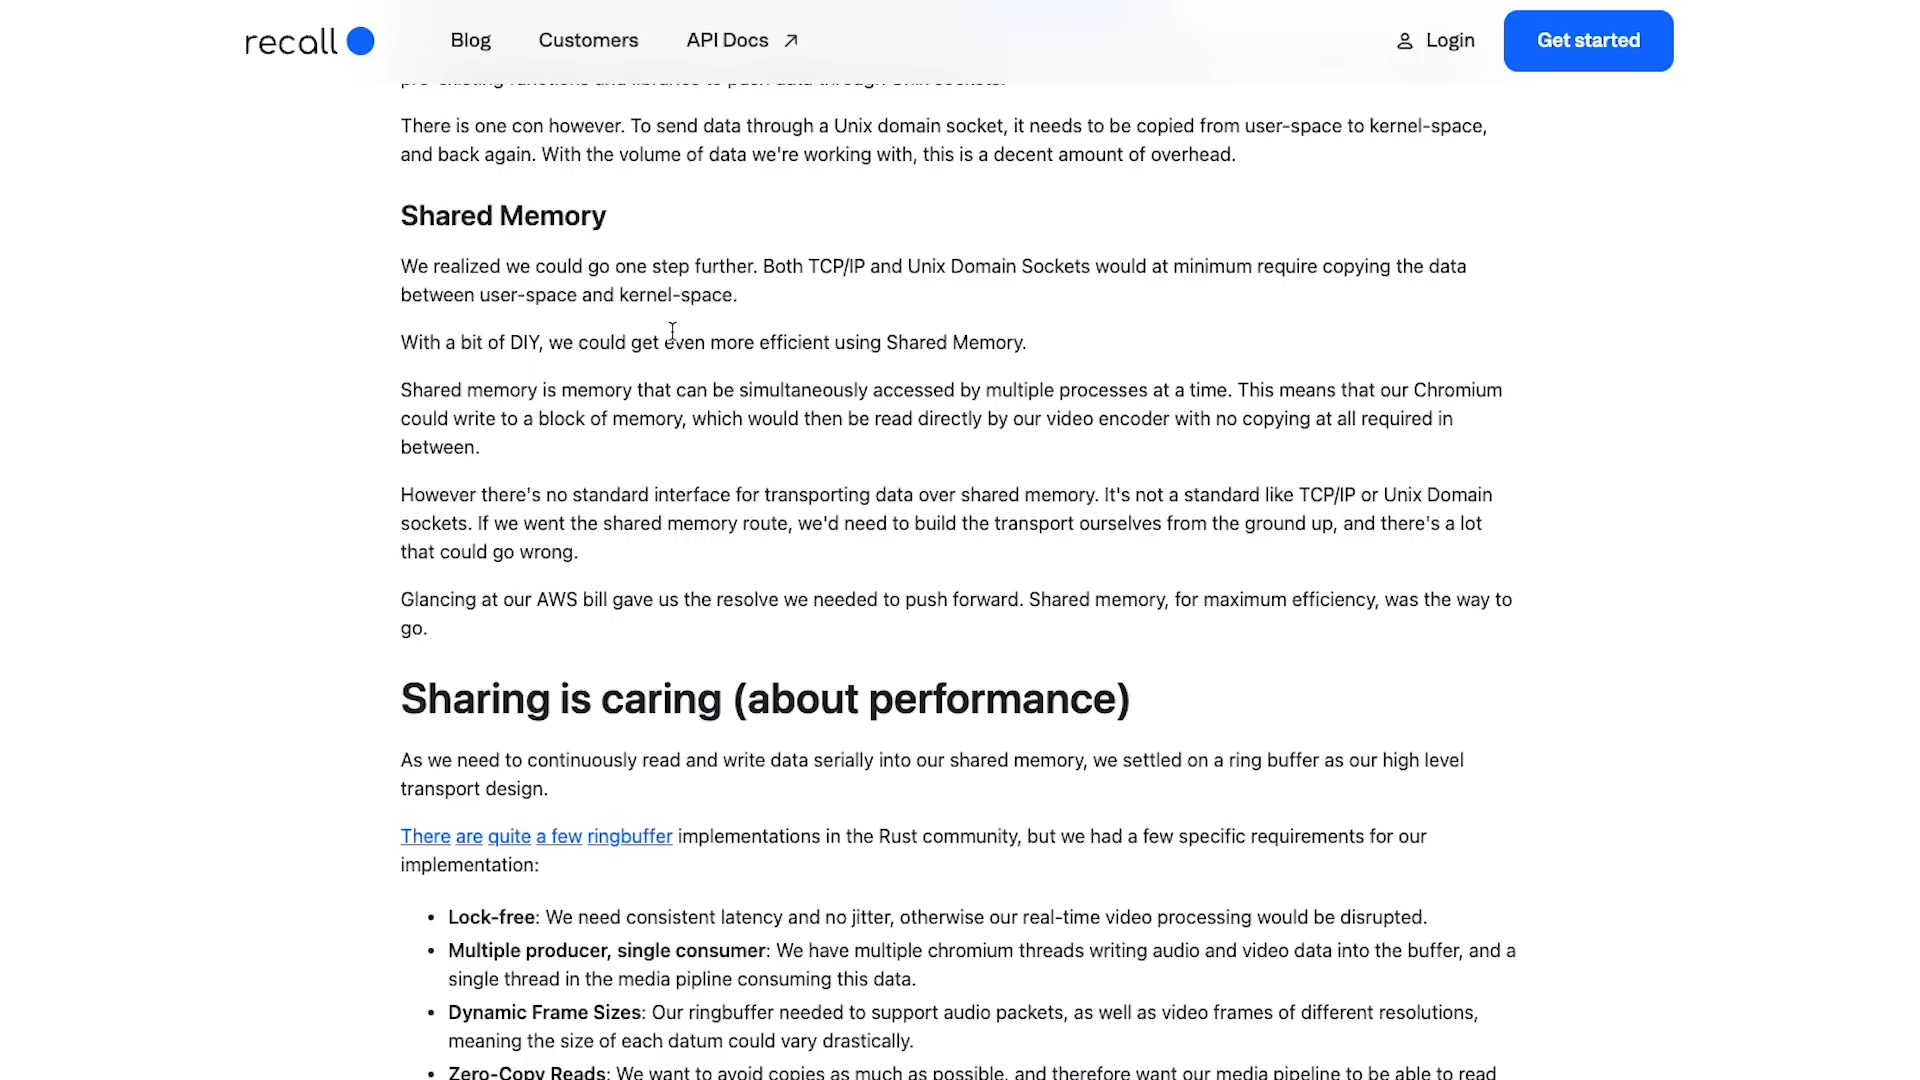 recall
Blog
Customers
API Docs
Login
Get started
pre-existing functions and libraries to push data through Unix sockets.
There is one con however. To send data through a Unix domain socket, it needs to be copied from user-space to kernel-space,
and back again. With the volume of data we're working with, this is a decent amount of overhead.
Shared Memory
We realized we could go one step further. Both TCP/IP and Unix Domain Sockets would at minimum require copying the data
between user-space and kernel-space.
With a bit of DIY, we could get even more efficient using Shared Memory.
Shared memory is memory that can be simultaneously accessed by multiple processes at a time. This means that our Chromium
could write to a block of memory, which would then be read directly by our video encoder with no copying at all required in
between.
However there's no standard interface for transporting data over shared memory. It's not a standard like TCP/IP or Unix Domain
sockets. If we went the shared memory route, we'd need to build the transport ourselves from the ground up, and there's a lot
that could go wrong.
Glancing at our AWS bill gave us the resolve we needed to push forward. Shared memory, for maximum efficiency, was the way to
go.
Sharing is caring (about performance)
As we need to continuously read and write data serially into our shared memory, we settled on a ring buffer as our high level
transport design.
There are quite a few ringbuffer implementations in the Rust community, but we had a few specific requirements for our
implementation:
• Lock-free: We need consistent latency and no jitter, otherwise our real-time video processing would be disrupted.
• Multiple producer, single consumer: We have multiple chromium threads writing audio and video data into the buffer, and a
single thread in the media pipline consuming this data.
• Dynamic Frame Sizes: Our ringbuffer needed to support audio packets, as well as video frames of different resolutions,
meaning the size of each datum could vary drastically.
• Zero-Copy Reads: We want to avoid copies as much as possible, and therefore want our media pipeline to be able to read